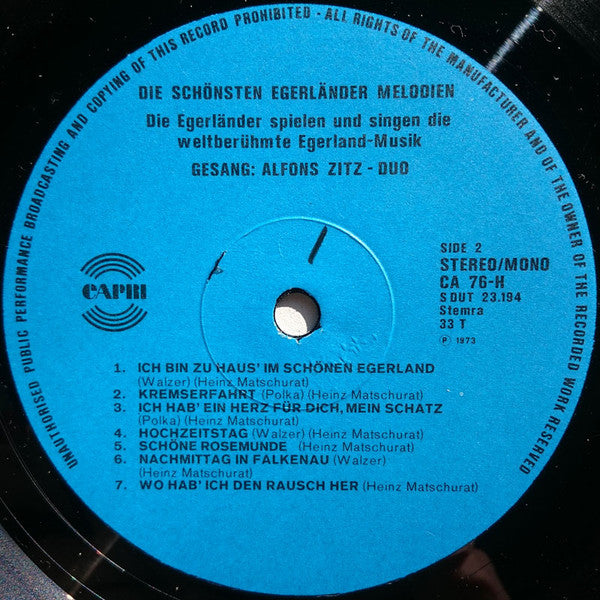 UNAUTHORISED PUBLIC PERFORMANCE BROADCASTING AND COPYING OF THIS RECORD PROHIBITED - ALL RIGHTS OF THE MANUFACTURER AND OF THE OWNER OF THE RECORDED WORK RESERVED
DIE SCHÖNSTEN EGERLÄNDER MELODIEN
Die Egerländer spielen und singen die
weltberühmte Egerland-Musik
GESANG: ALFONS ZITZ - DUO
CAPRI
SIDE 2
STEREO/MONO
CA 76-H
SDUT 23.194
Stemra
33 T
Ⓟ 1973
1. ICH BIN ZU HAUS' IM SCHÖNEN EGERLAND
(Walzer) (Heinz Matschurat)
2. KREMSERFAHRT (Polka) (Heinz Matschurat)
3. ICH HAB' EIN HERZ FÜR DICH, MEIN SCHATZ
(Polka) (Heinz Matschurat)
4. HOCHZEITSTAG (Walzer) (Heinz Matschurat)
5. SCHÖNE ROSEMUNDE (Heinz Matschurat)
6. NACHMITTAG IN FALKENAU (Walzer)
(Heinz Matschurat)
7. WO HAB' ICH DEN RAUSCH HER (Heinz Matschurat)